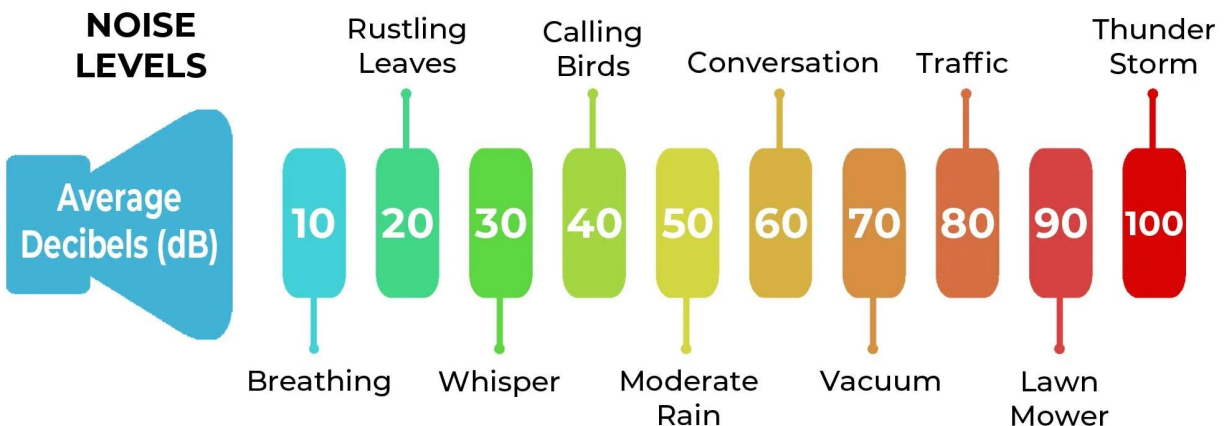 NOISE
LEVELS
Rustling
Leaves
Calling
Birds
Conversation
Traffic
Thunder
Storm
Average
Decibels (dB)
10
20
30
40
50
60
70
80
90
100
Breathing
Whisper
Moderate
Rain
Vacuum
Lawn
Mower